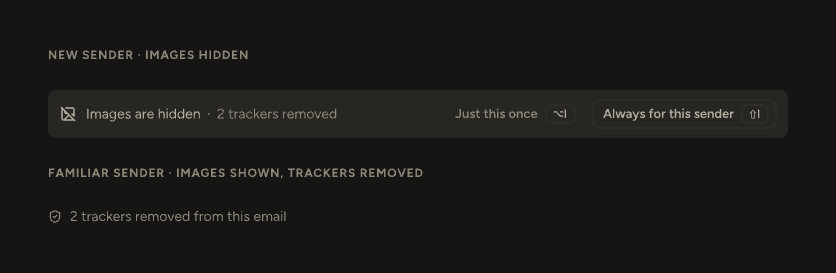 NEW SENDER · IMAGES HIDDEN
Images are hidden · 2 trackers removed Just this once ⌥I Always for this sender ⇧I
FAMILIAR SENDER · IMAGES SHOWN, TRACKERS REMOVED
2 trackers removed from this email